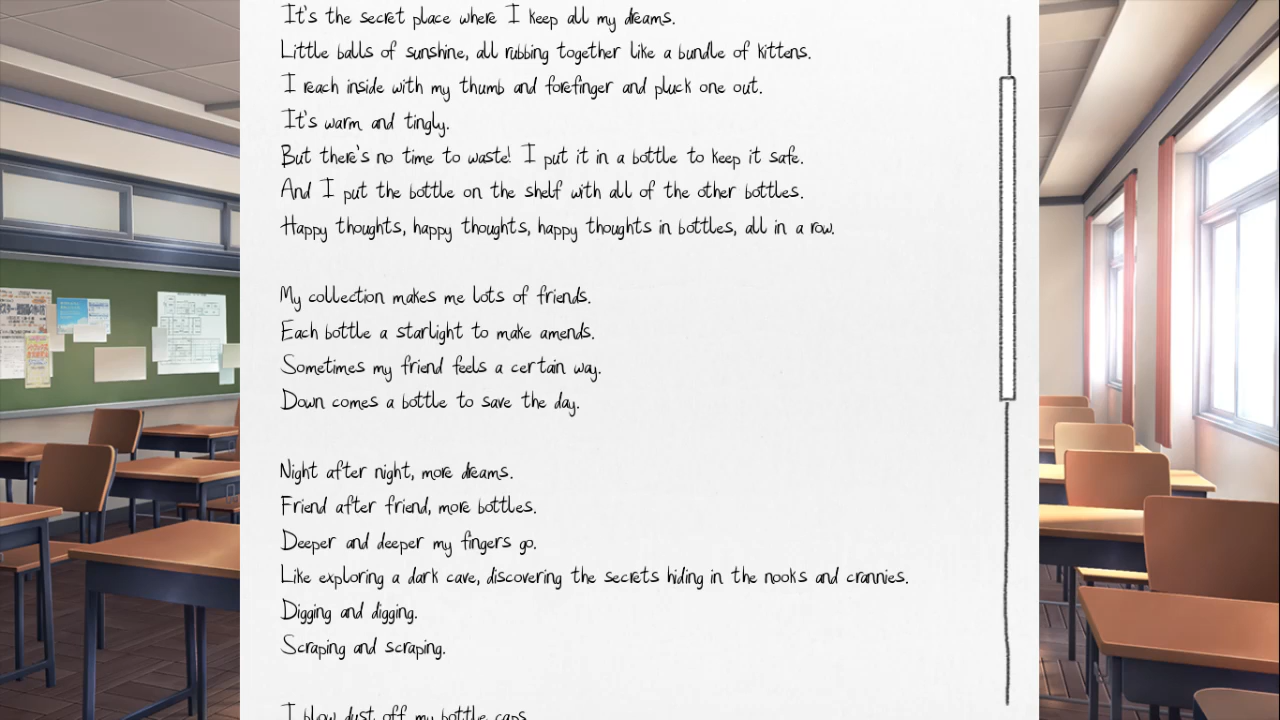 It's the secret place where I keep all my dreams.
Little balls of sunshine, all rubbing together like a bundle of kittens.
I reach inside with my thumb and forefinger and pluck one out.
It's warm and tingly.
But there's no time to waste! I put it in a bottle to keep it safe.
And I put the bottle on the shelf with all of the other bottles.
Happy thoughts, happy thoughts, happy thoughts in bottles, all in a row.

My collection makes me lots of friends.
Each bottle a starlight to make amends.
Sometimes my friend feels a certain way.
Down comes a bottle to save the day.

Night after night, more dreams.
Friend after friend, more bottles.
Deeper and deeper my fingers go.
Like exploring a dark cave, discovering the secrets hiding in the nooks and crannies.
Digging and digging.
Scraping and scraping.

I blow dust off my bottle caps